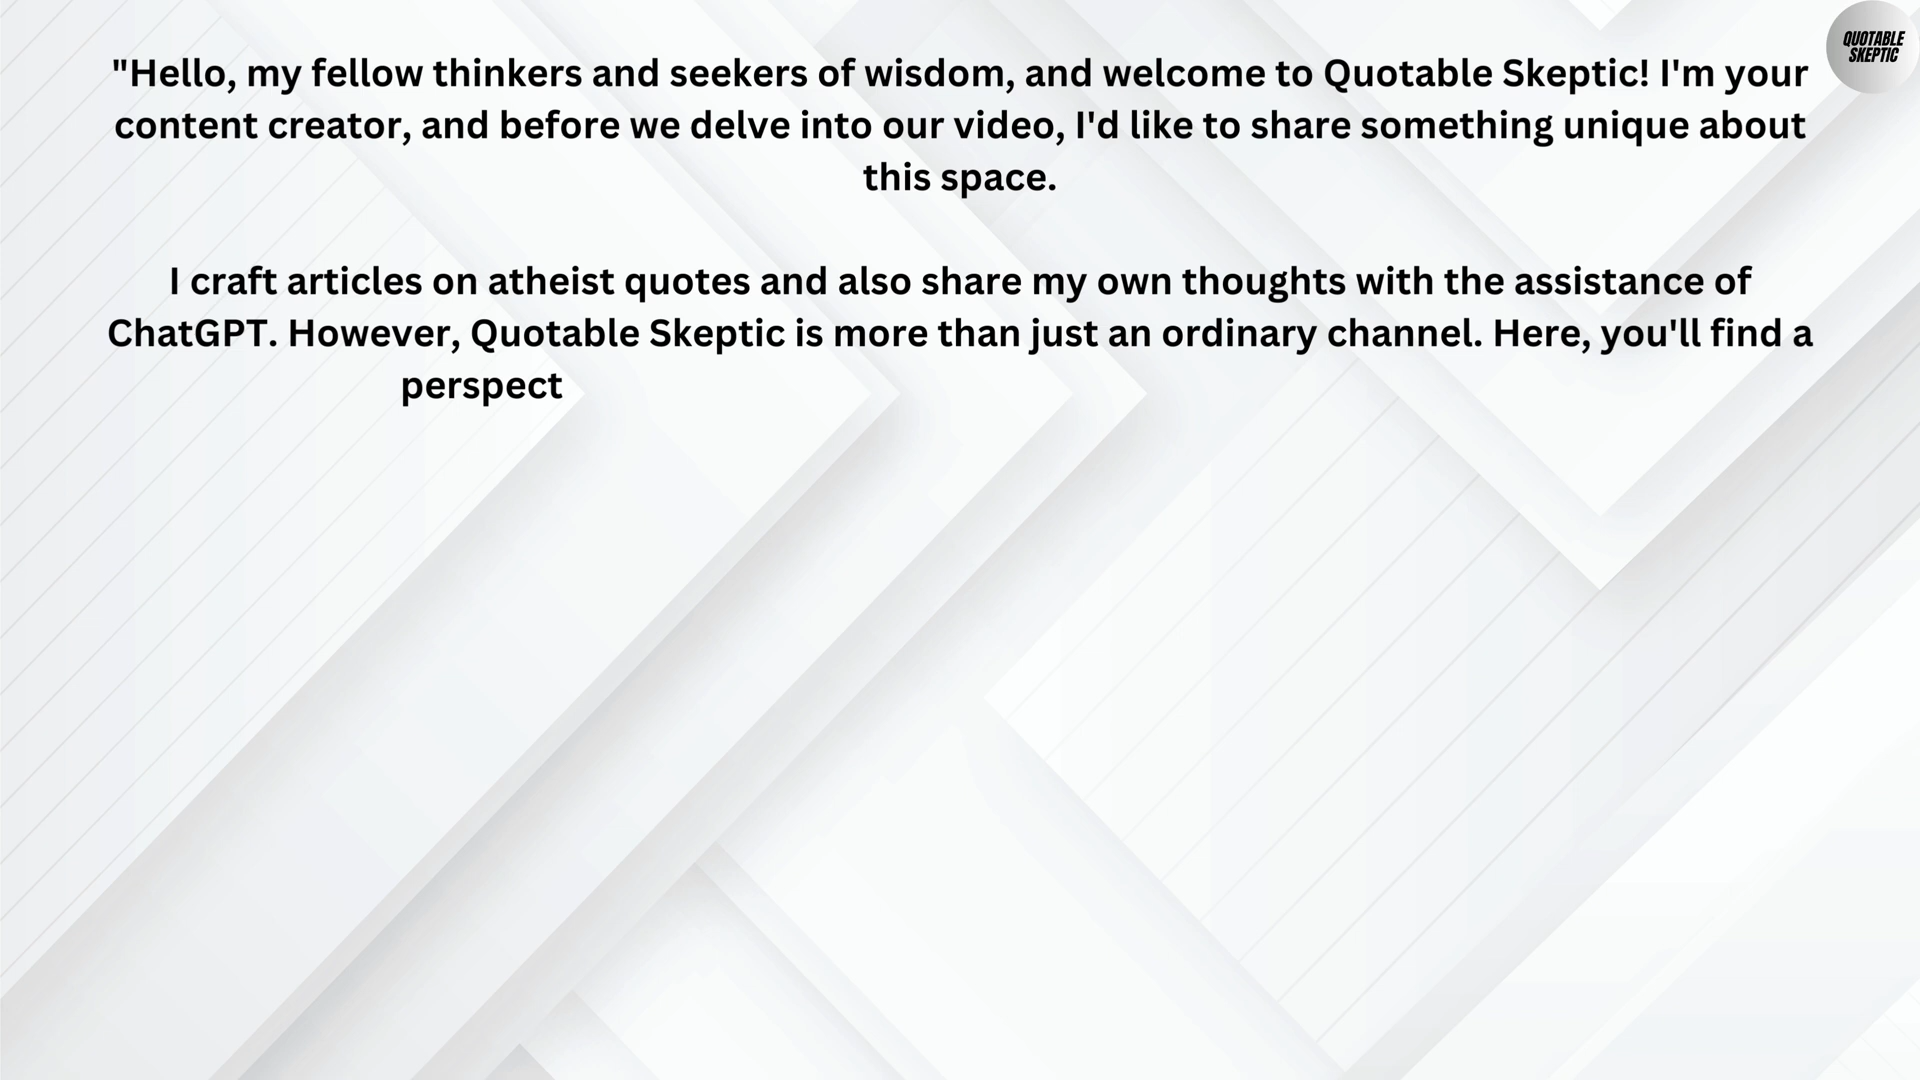 "Hello, my fellow thinkers and seekers of wisdom, and welcome to Quotable Skeptic! I'm your
content creator, and before we delve into our video, I'd like to share something unique about
this space.
I craft articles on atheist quotes and also share my own thoughts with the assistance of
ChatGPT. However, Quotable Skeptic is more than just an ordinary channel. Here, you'll find a
perspect
QUOTABLE
SKEPTIC